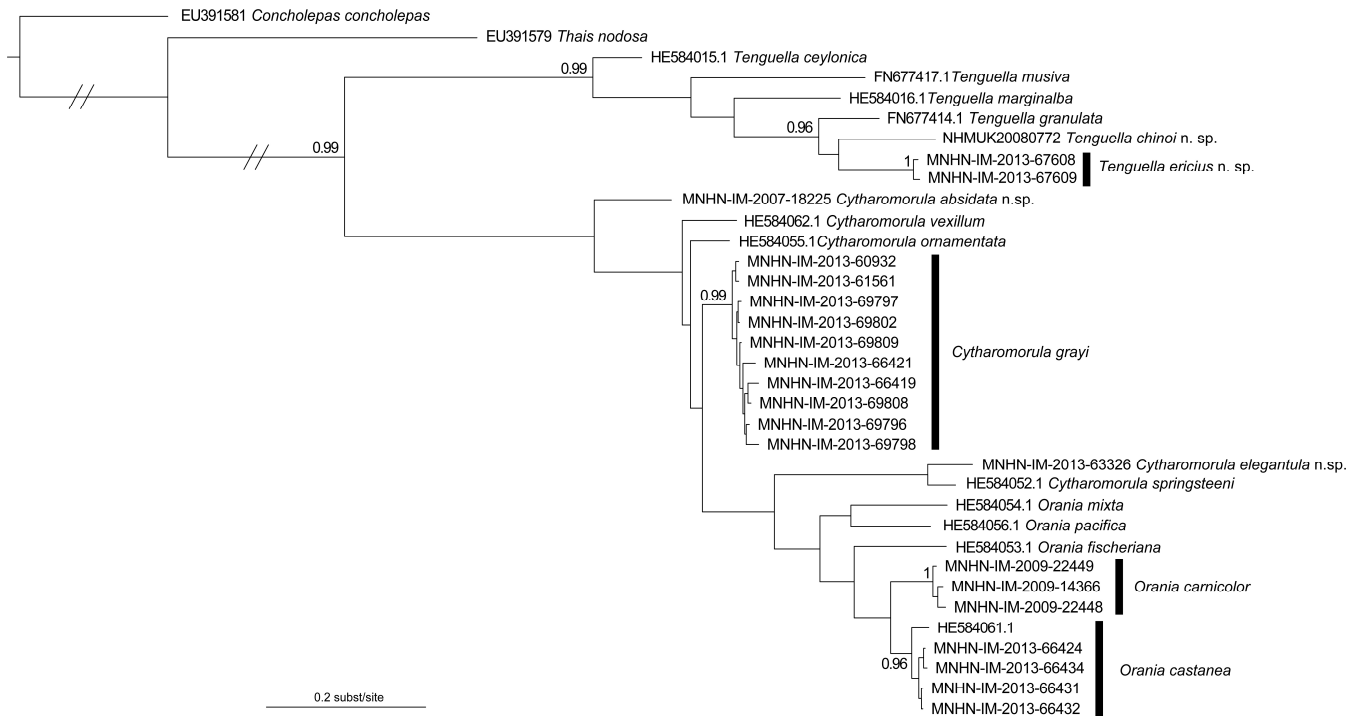 EU391581 Concholepas concholepas
EU391579 Thais nodosa
HE584015.1 Tenguella ceylonica
0.99
FN677417.1Tenguella musiva
HE584016.1Tenguella marginalba
FN677414.1 Tenguella granulata
0.96
NHMUK20080772 Tenguella chinoi n. sp.
0.99
1 MNHN-IM-2013-67608
Tenguella ericius n. sp.
MNHN-IM-2013-67609
MNHN-IM-2007-18225 Cytharomorula absidata n.sp.
HE584062.1 Cytharomorula vexillum
HE584055.1Cytharomorula ornamentata
MNHN-IM-2013-60932
MNHN-IM-2013-61561
0.99
MNHN-IM-2013-69797
MNHN-IM-2013-69802
MNHN-IM-2013-69809
Cytharomorula grayi
MNHN-IM-2013-66421
MNHN-IM-2013-66419
MNHN-IM-2013-69808
MNHN-IM-2013-69796
MNHN-IM-2013-69798
MNHN-IM-2013-63326 Cytharomorula elegantula n.sp.
HE584052.1 Cytharomorula springsteeni
HE584054.1 Orania mixta
HE584056.1 Orania pacifica
HE584053.1 Orania fischeriana
1 MNHN-IM-2009-22449
MNHN-IM-2009-14366
Orania carnicolor
MNHN-IM-2009-22448
HE584061.1
MNHN-IM-2013-66424
0.96
MNHN-IM-2013-66434
Orania castanea
MNHN-IM-2013-66431
MNHN-IM-2013-66432
0.2 subst/site